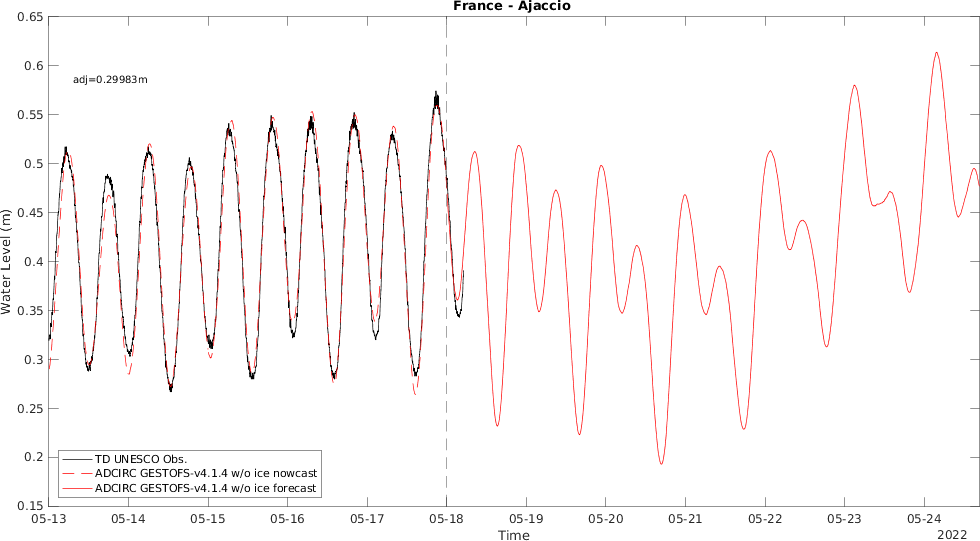 France - Ajaccio
0.65
0.6
0.55
0.5
0.45
0.4
0.35
0.3
0.25
0.2
0.15
Water Level (m)
adj=0.29983m
TD UNESCO Obs.
ADCIRC GESTOFS-v4.1.4 w/o ice nowcast
ADCIRC GESTOFS-v4.1.4 w/o ice forecast
05-13 05-14 05-15 05-16 05-17 05-18 05-19 05-20 05-21 05-22 05-23 05-24
Time
2022